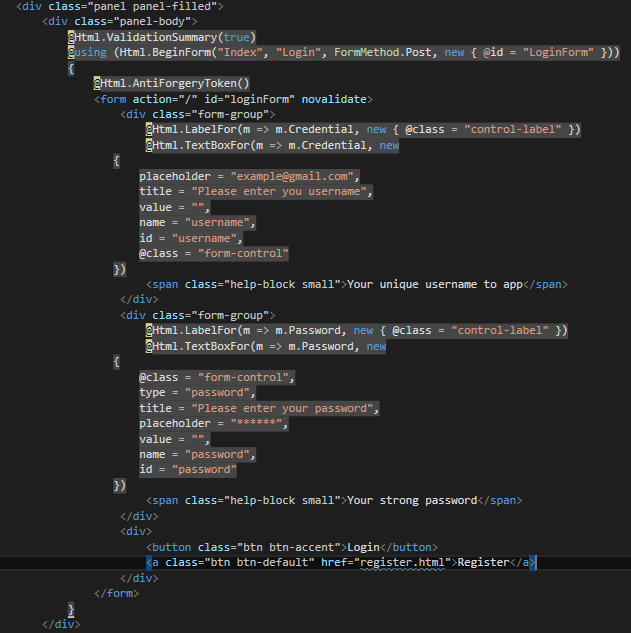 <div class="panel panel-filled">
<div class="panel-body">
@Html.ValidationSummary(true)
@using (Html.BeginForm("Index", "Login", FormMethod.Post, new { @id = "LoginForm" }))
{
@Html.AntiForgeryToken()
<form action="/" id="loginForm" novalidate>
<div class="form-group">
@Html.LabelFor(m => m.Credential, new { @class = "control-label" })
@Html.TextBoxFor(m => m.Credential, new
{
placeholder = "example@gmail.com",
title = "Please enter you username",
value = "",
name = "username",
id = "username",
@class = "form-control"
})
<span class="help-block small">Your unique username to app</span>
</div>
<div class="form-group">
@Html.LabelFor(m => m.Password, new { @class = "control-label" })
@Html.TextBoxFor(m => m.Password, new
{
@class = "form-control",
type = "password",
title = "Please enter your password",
placeholder = "******",
value = "",
name = "password",
id = "password"
})
<span class="help-block small">Your strong password</span>
</div>
<div>
<button class="btn btn-accent">Login</button>
<a class="btn btn-default" href="register.html">Register</a>
</div>
</form>
}
</div>